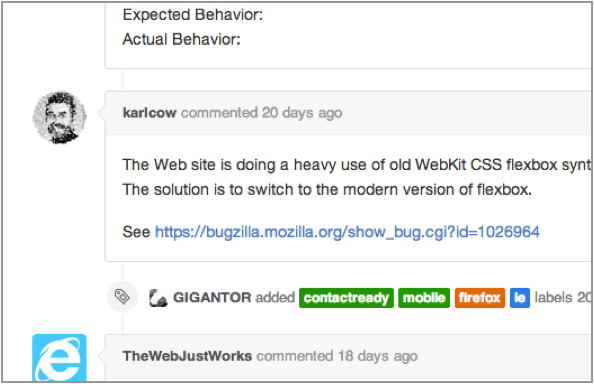 Expected Behavior:
Actual Behavior:
karlcow commented 20 days ago
The Web site is doing a heavy use of old WebKit CSS flexbox synt
The solution is to switch to the modern version of flexbox.
See https://bugzilla.mozilla.org/show_bug.cgi?id=1026964
GIGANTOR added contactready mobile firefox ie labels 20
TheWebJustWorks commented 18 days ago